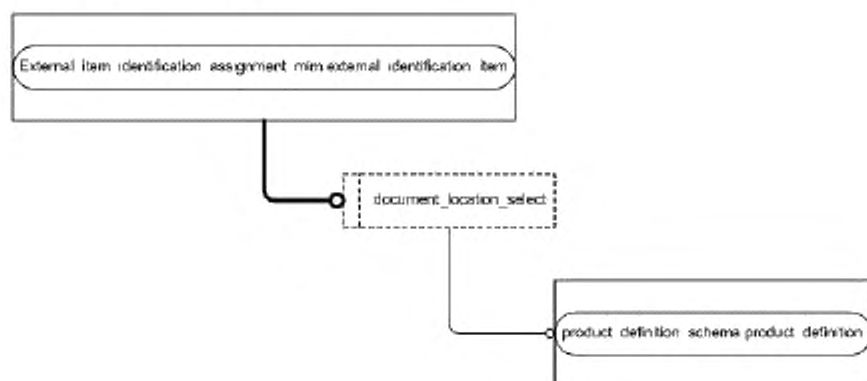 External item identification assignment mim.external identification item
document_location_select
product definition schema.product definition